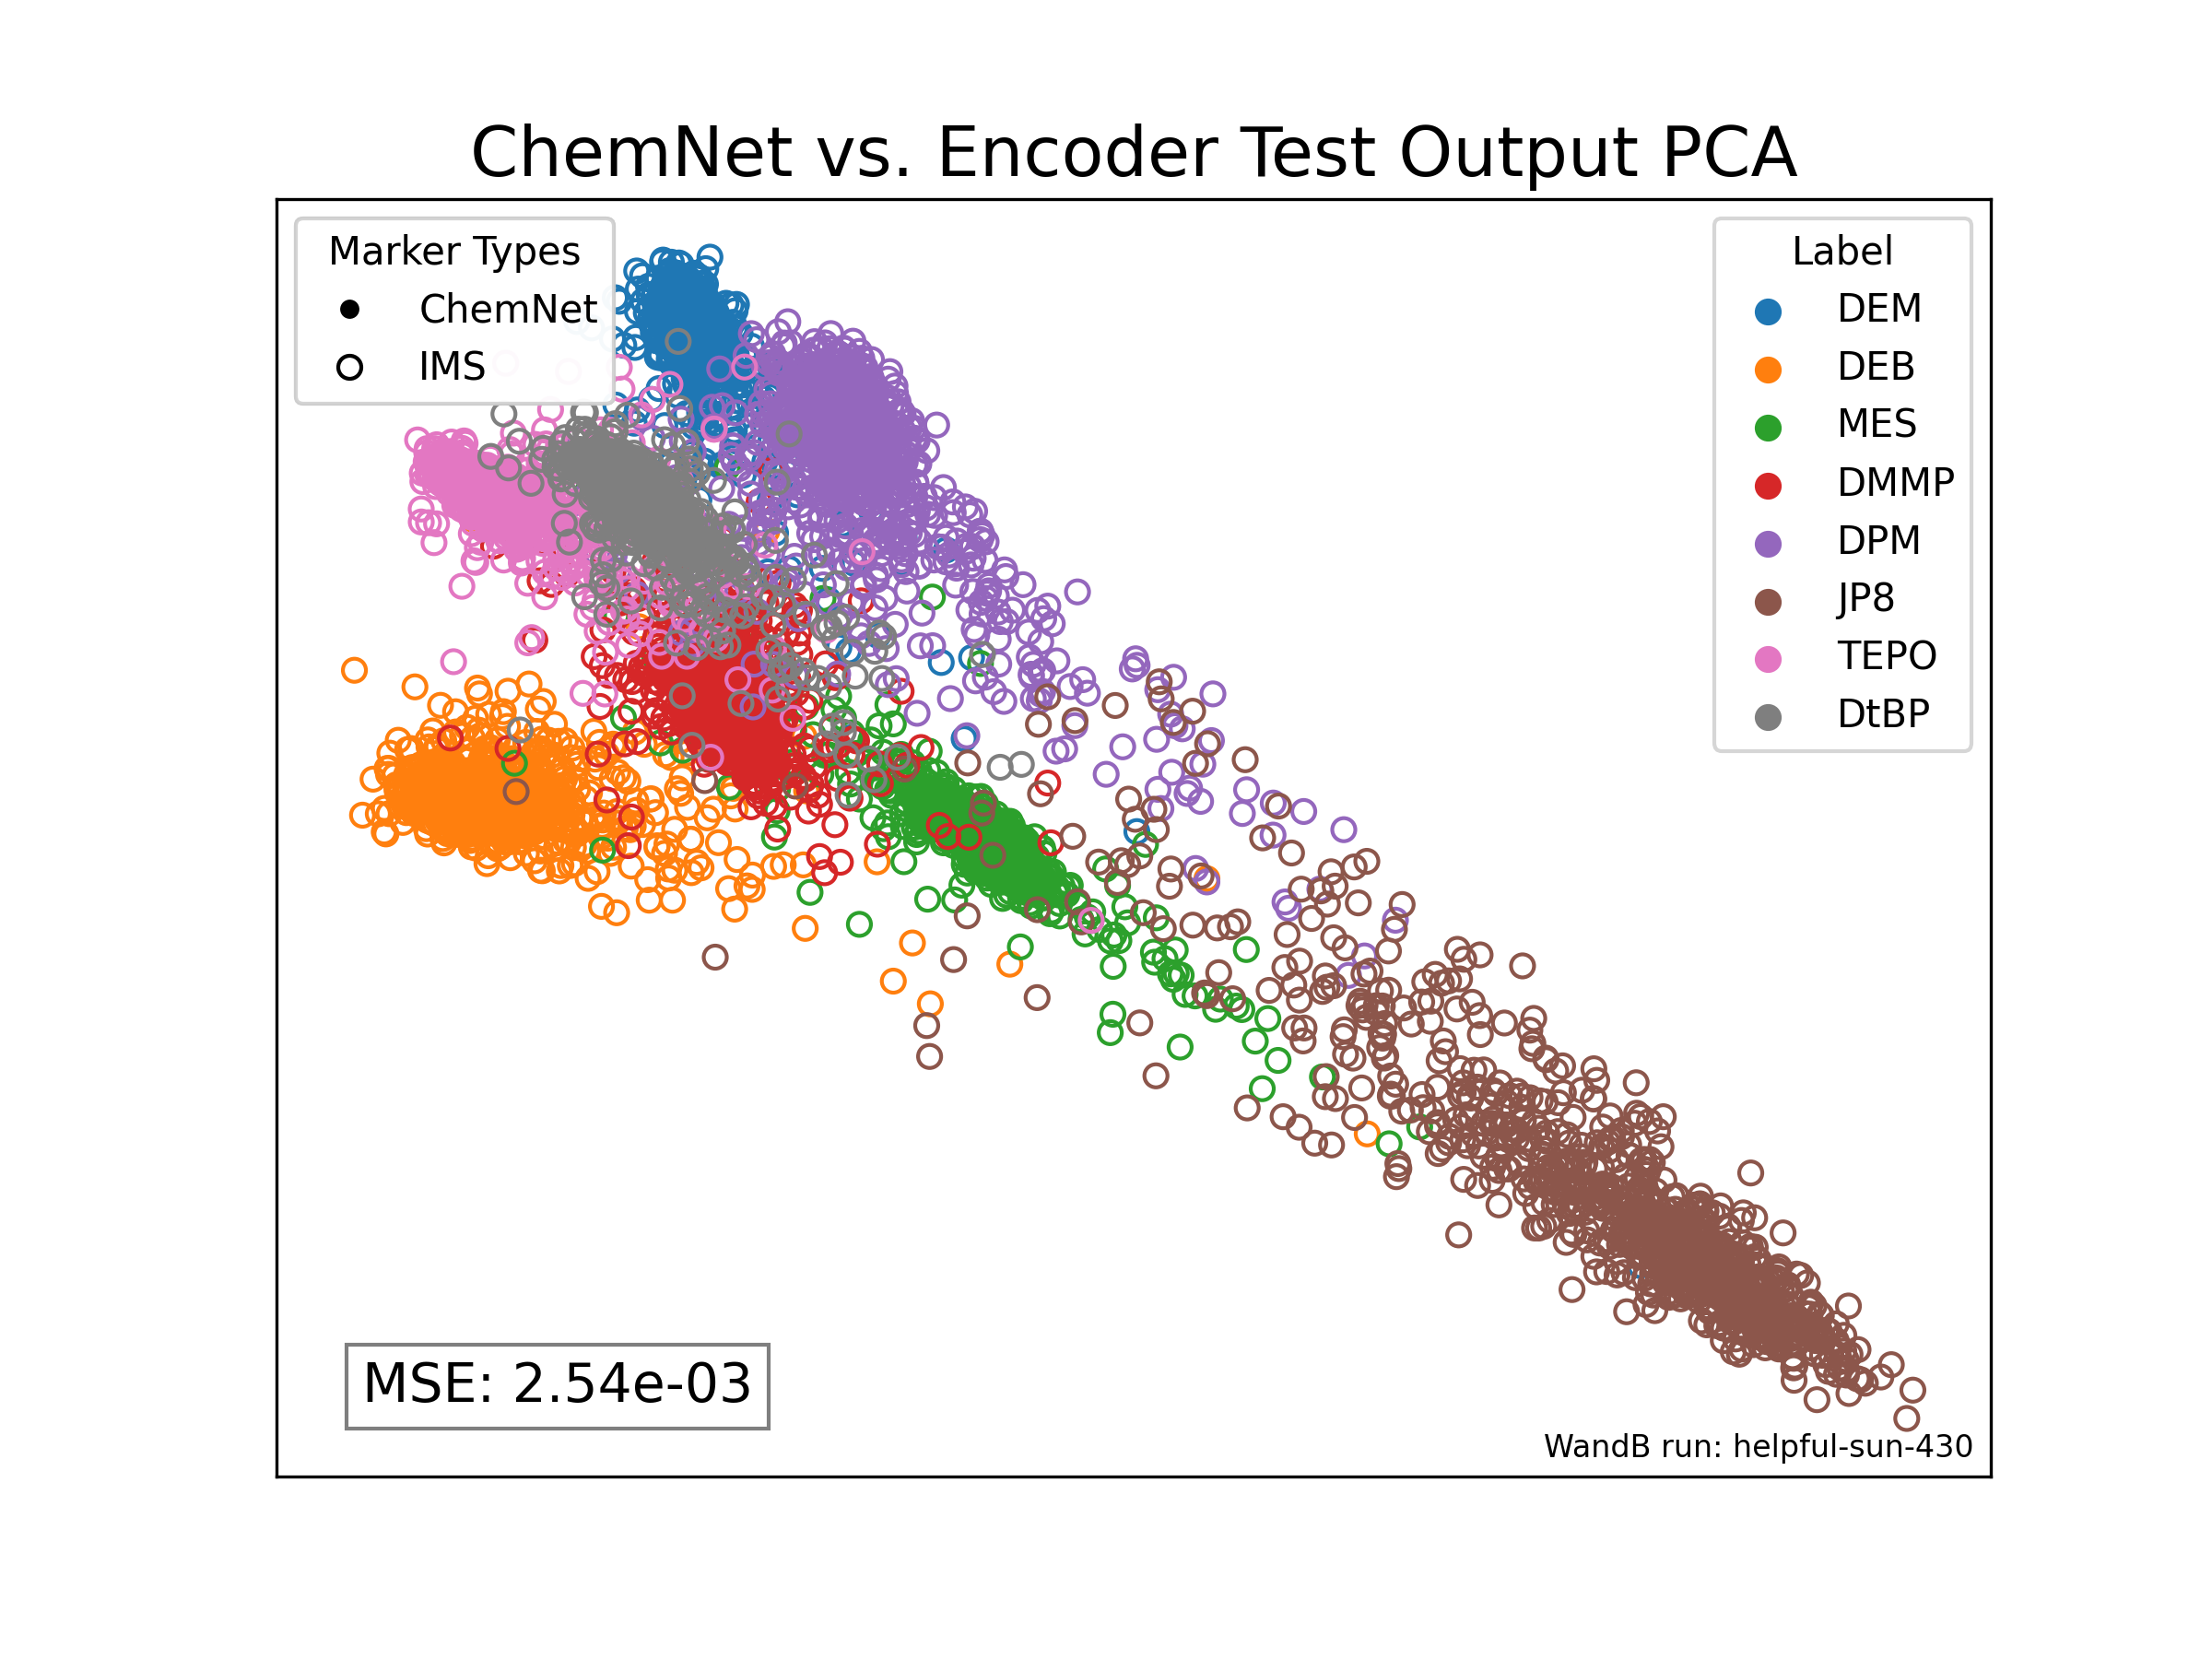 ChemNet vs. Encoder Test Output PCA
Marker Types
ChemNet
IMS
Label
DEM
DEB
MES
DMMP
DPM
JP8
TEPO
DtBP
MSE: 2.54e-03
WandB run: helpful-sun-430